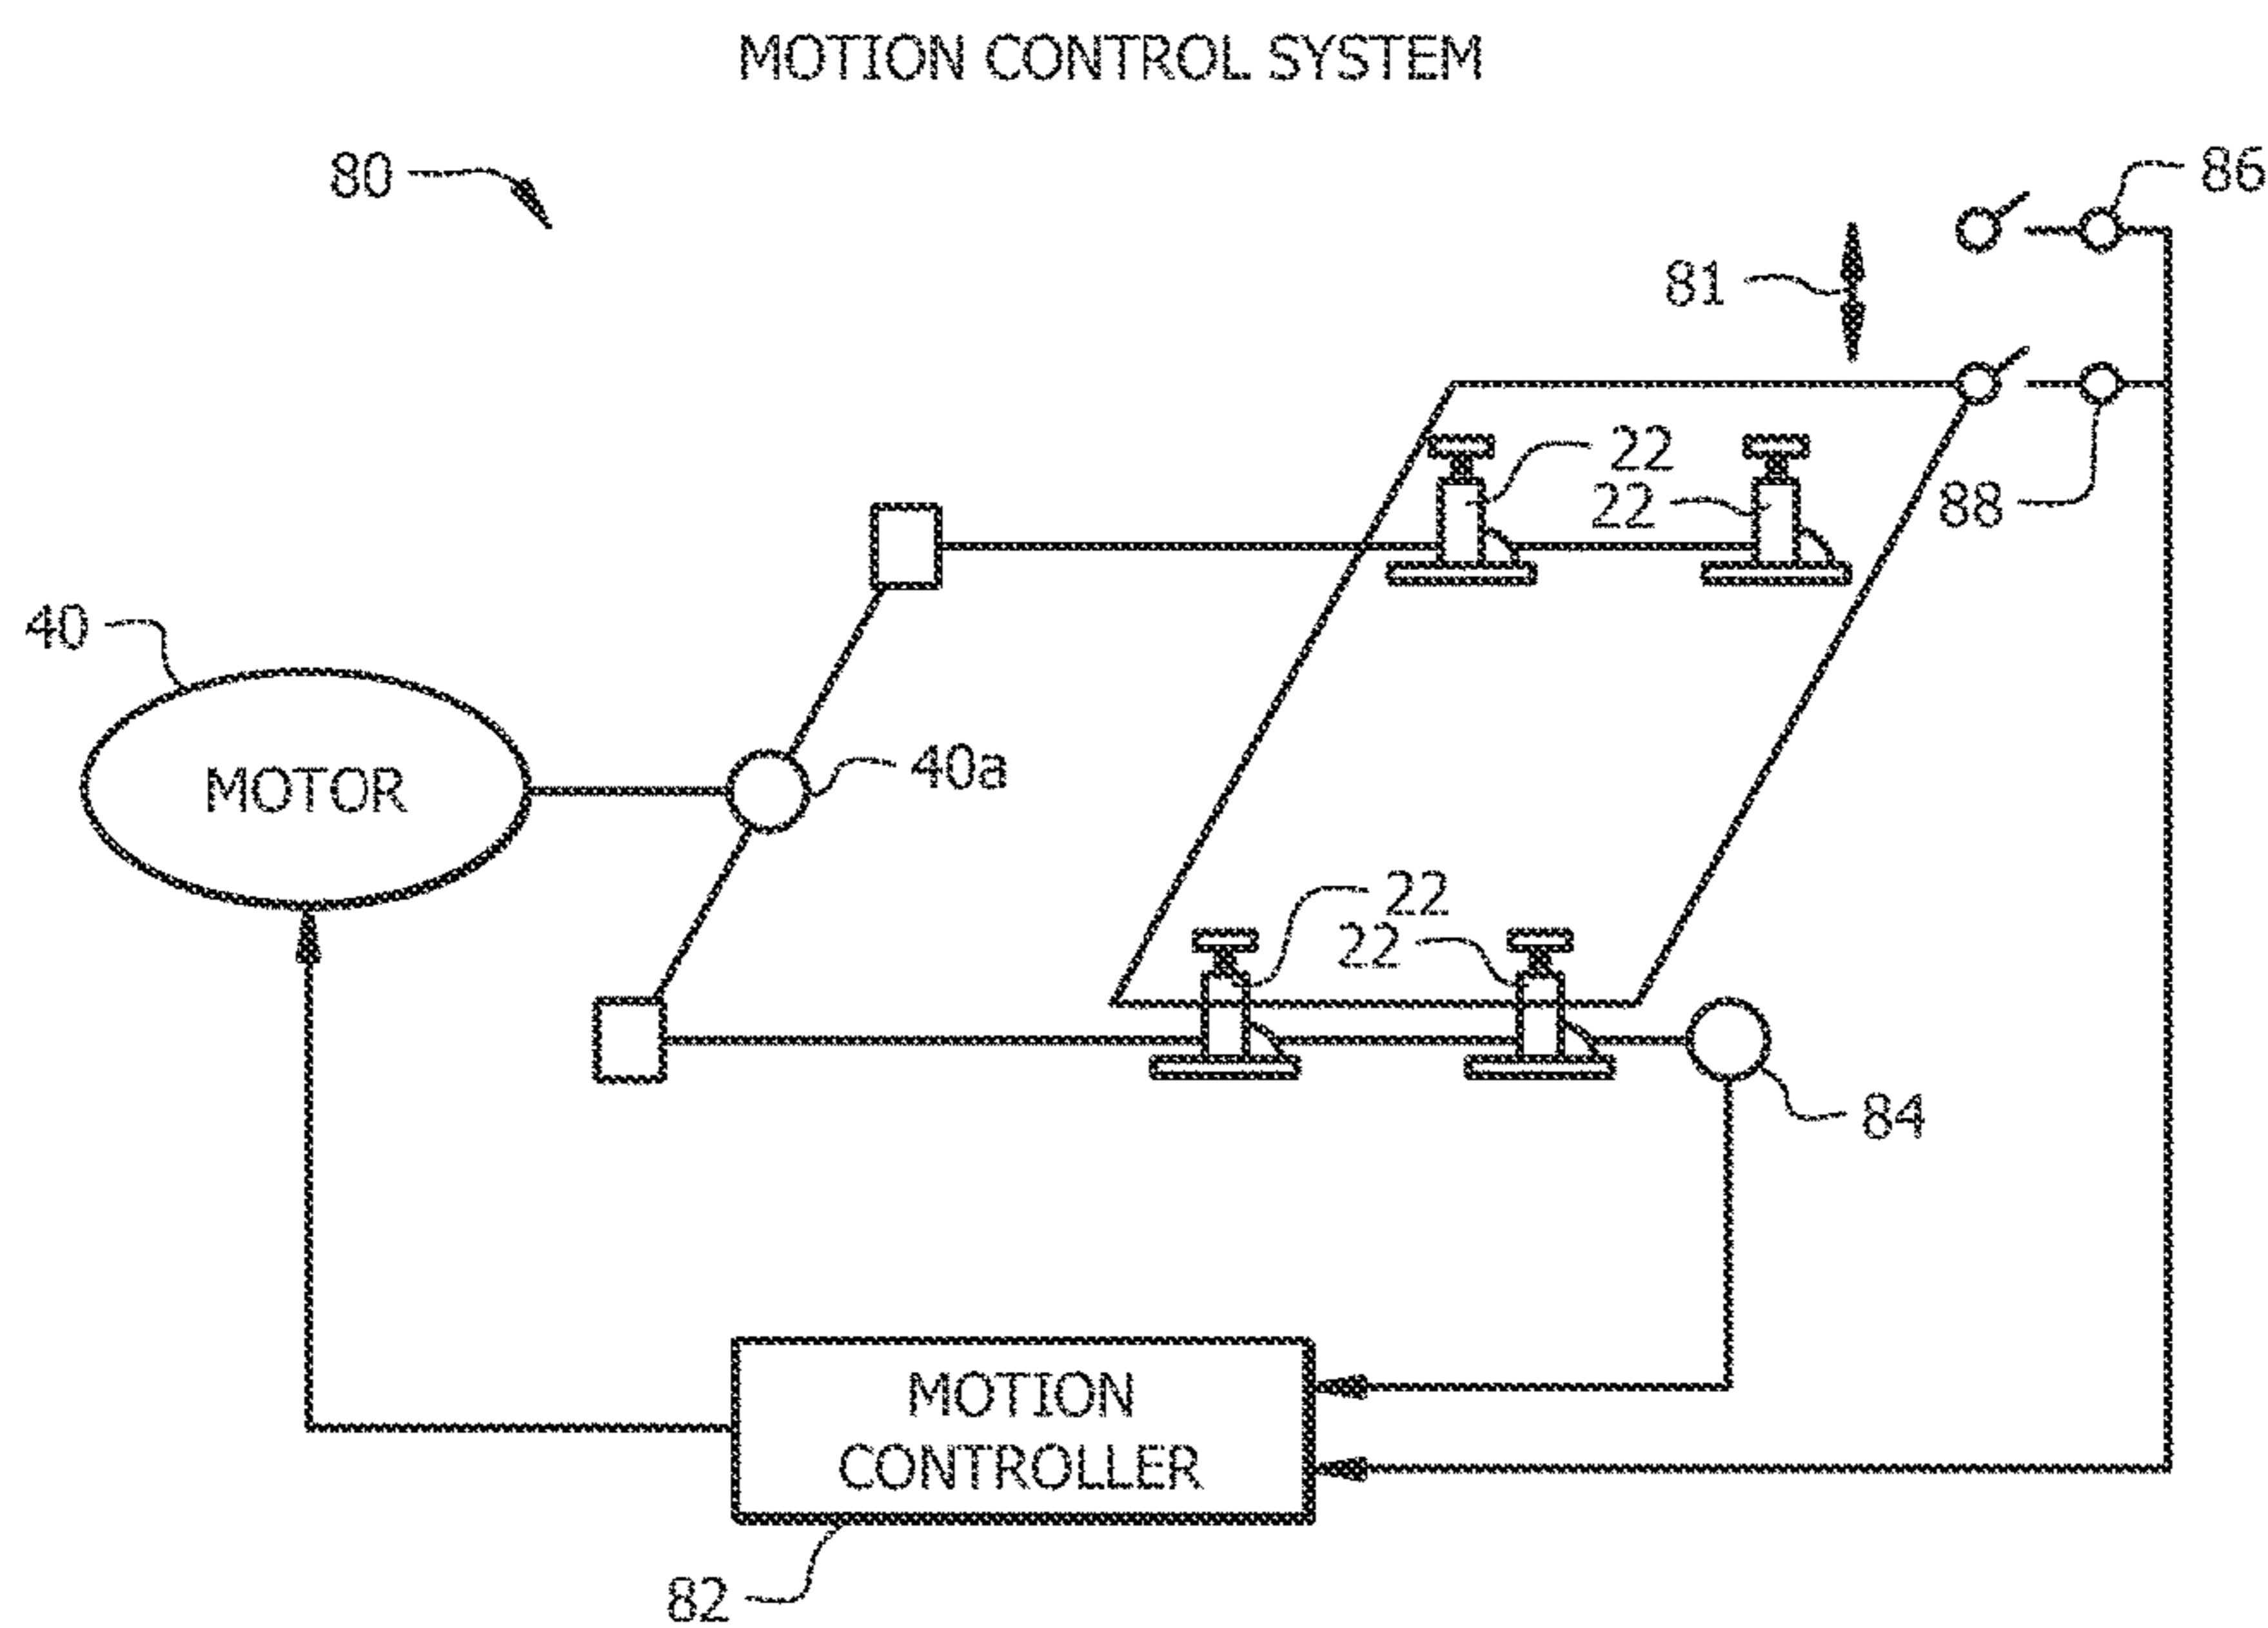 MOTION CONTROL SYSTEM
80
86
81
22
22
88
40
MOTOR
40a
22
22
84
MOTION
CONTROLLER
82